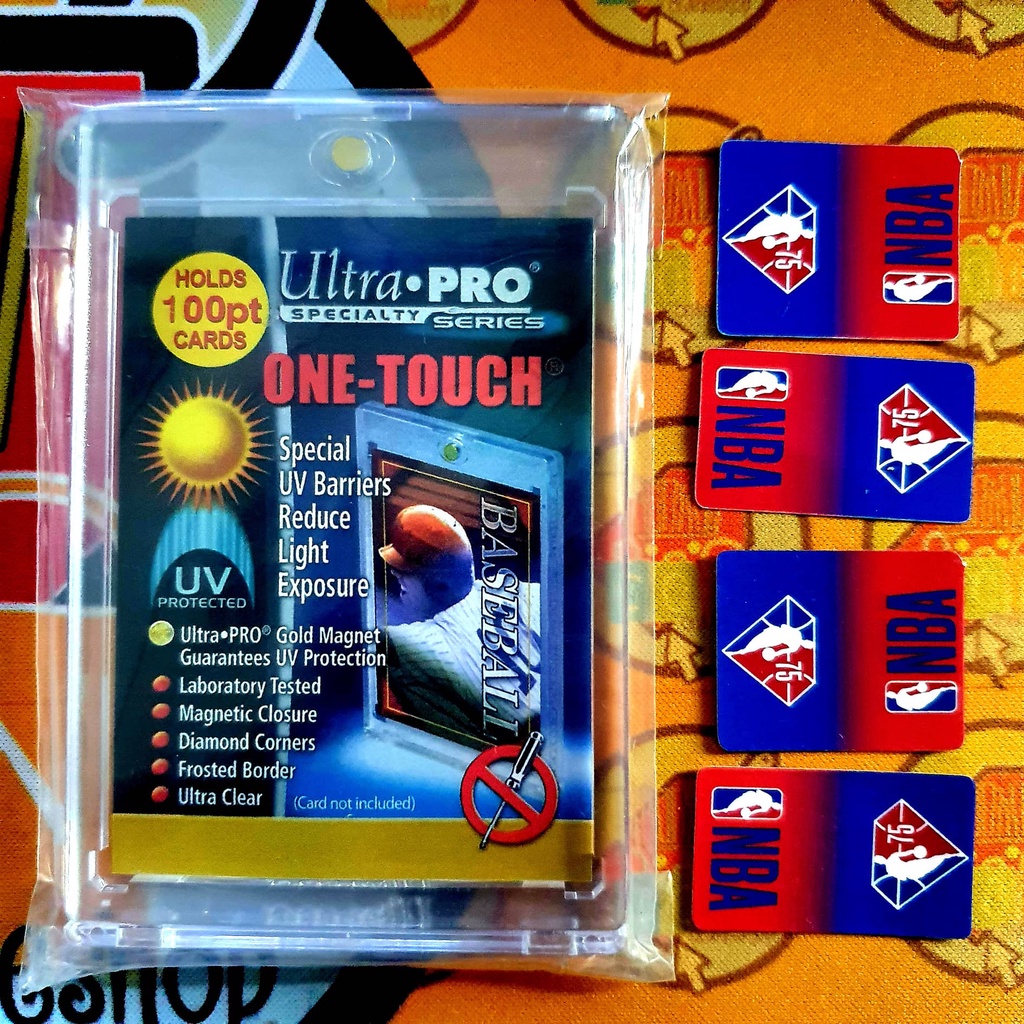 HOLDS
100pt
CARDS
Ultra•PRO®
SPECIALTY SERIES
ONE-TOUCH®
Special
UV Barriers
Reduce
Light
Exposure
UV
PROTECTED
BASEBALL
Ultra•PRO® Gold Magnet
Guarantees UV Protection
Laboratory Tested
Magnetic Closure
Diamond Corners
Frosted Border
Ultra Clear
(Card not included)
75
NBA
NBA
75
75
NBA
NBA
75